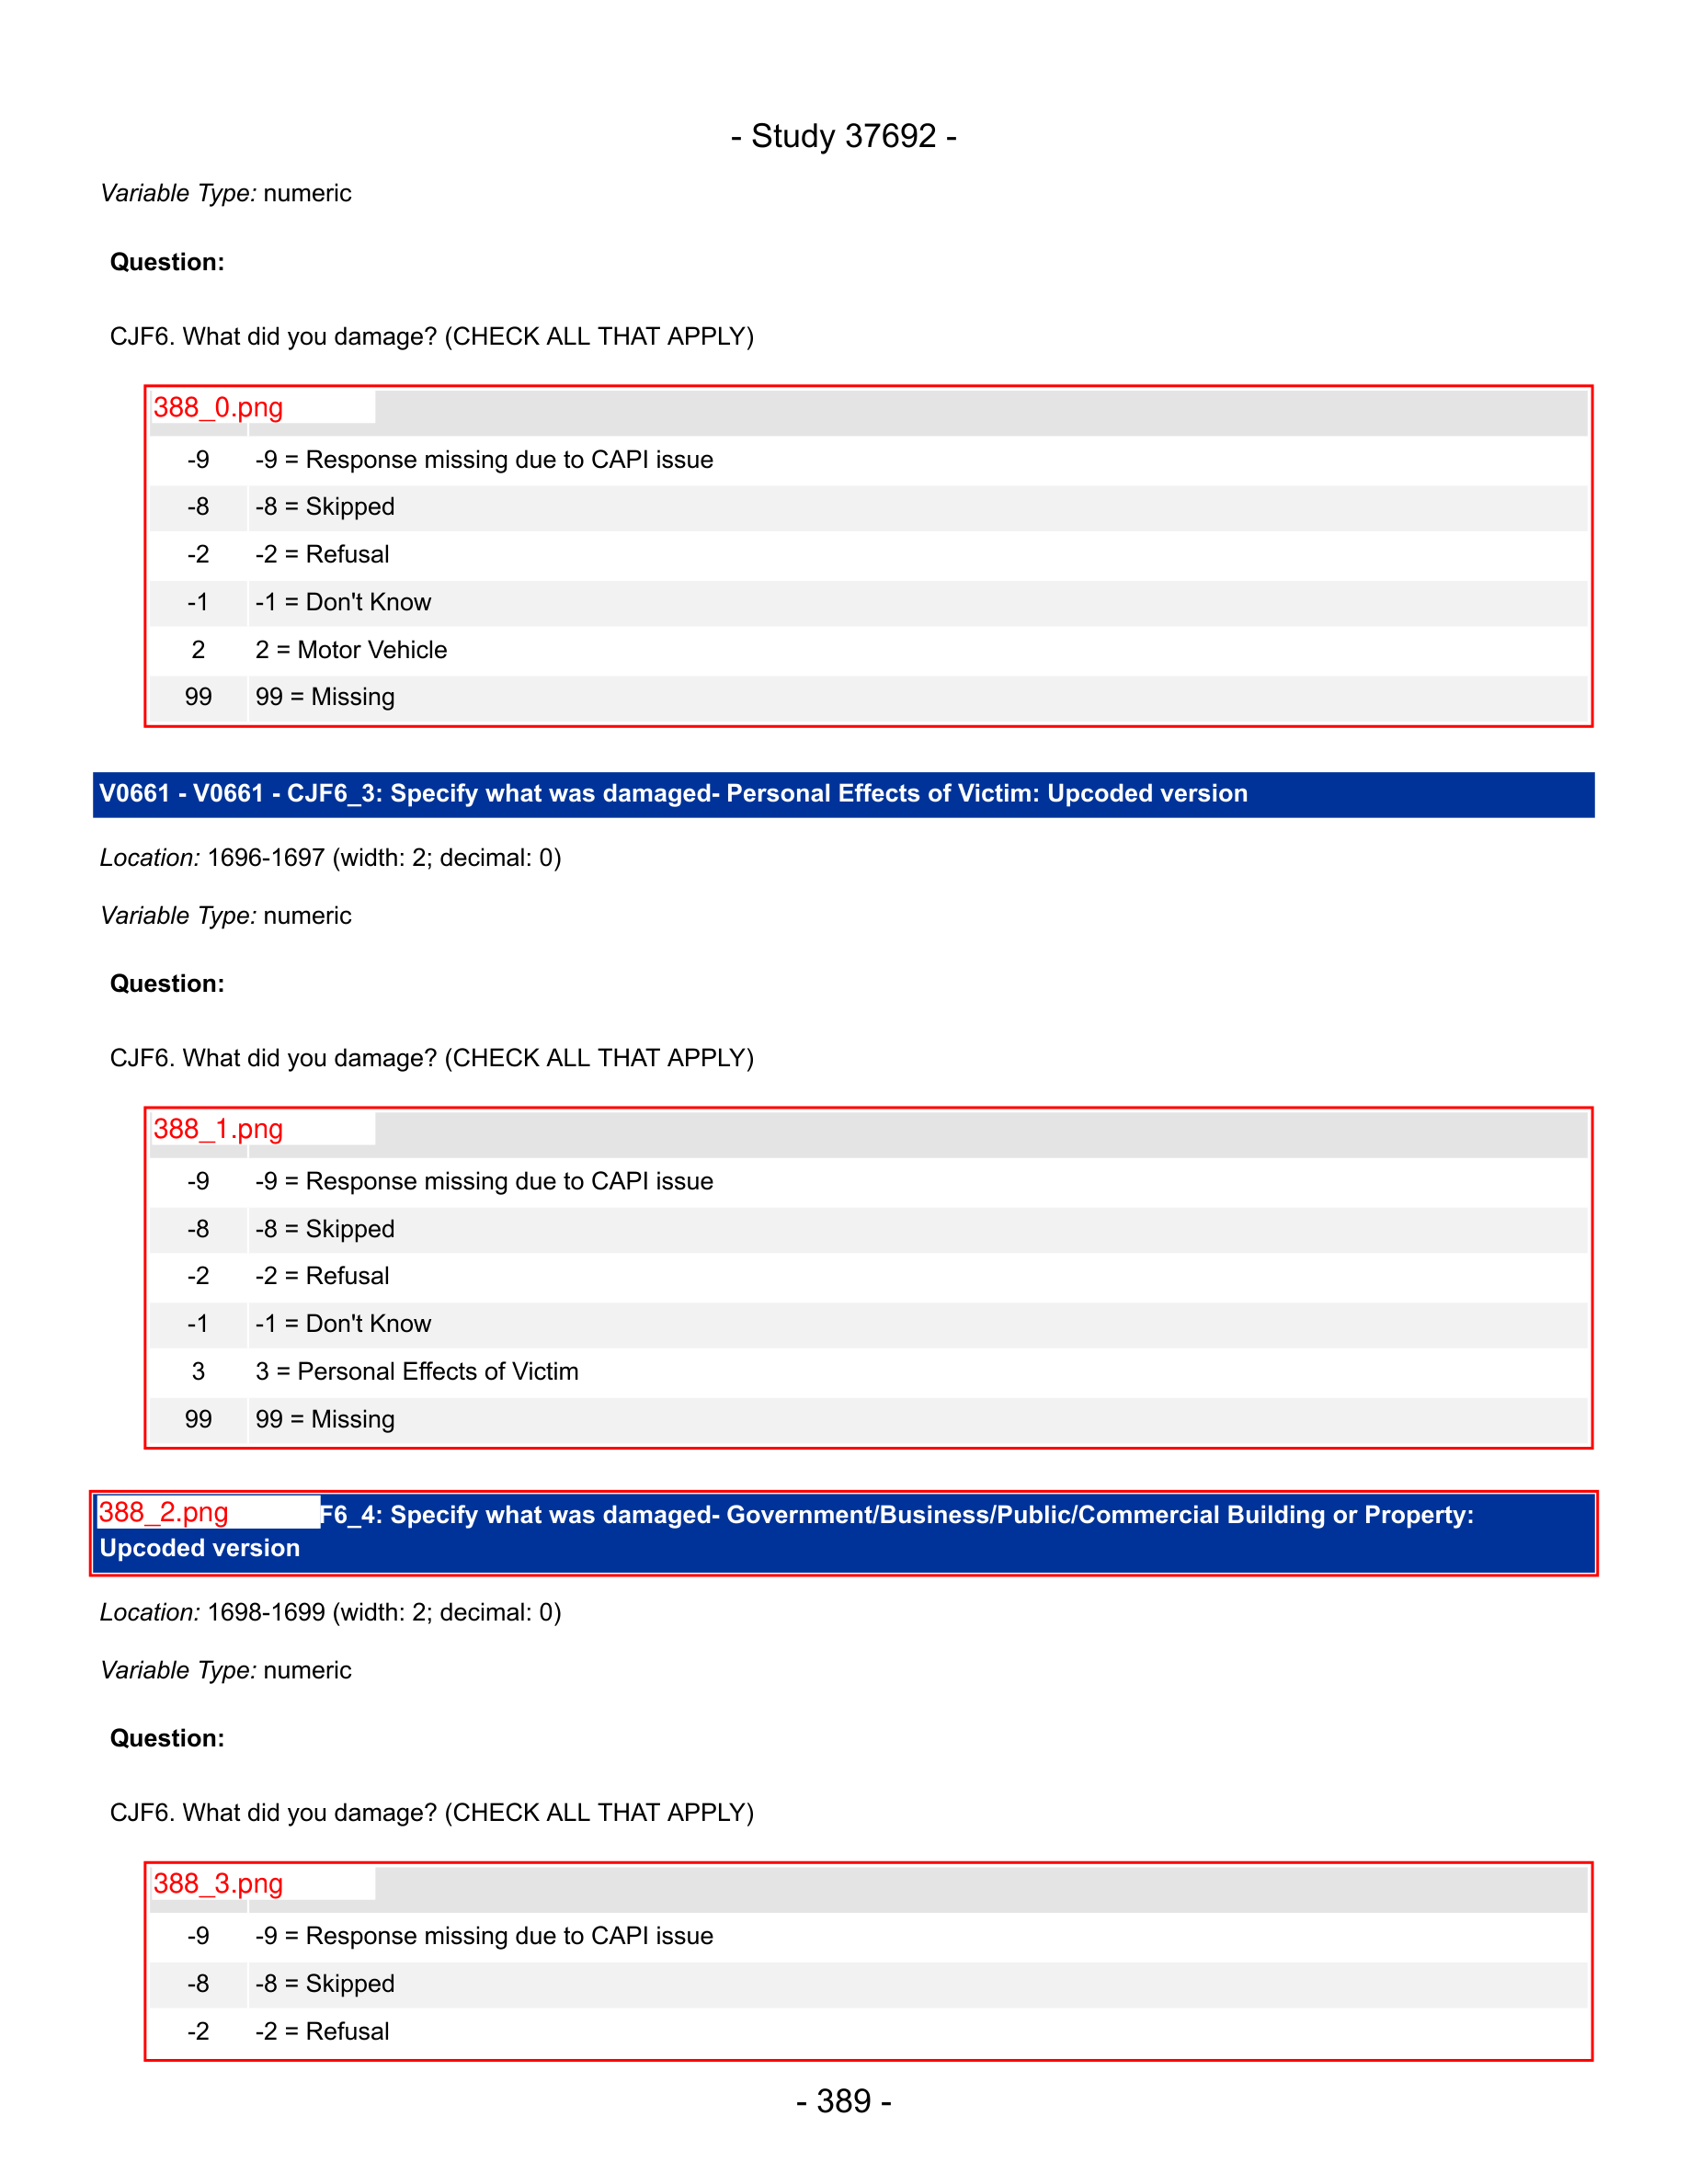 - Study 37692 -
Variable Type: numeric
Question:
CJF6. What did you damage? (CHECK ALL THAT APPLY)
388_0.png
-9 -9 = Response missing due to CAPI issue
-8 -8 = Skipped
-2 -2 = Refusal
-1 -1 = Don't Know
2 2 = Motor Vehicle
99 99 = Missing
V0661 - V0661 - CJF6_3: Specify what was damaged- Personal Effects of Victim: Upcoded version
Location: 1696-1697 (width: 2; decimal: 0)
Variable Type: numeric
Question:
CJF6. What did you damage? (CHECK ALL THAT APPLY)
388_1.png
-9 -9 = Response missing due to CAPI issue
-8 -8 = Skipped
-2 -2 = Refusal
-1 -1 = Don't Know
3 3 = Personal Effects of Victim
99 99 = Missing
388_2.png F6_4: Specify what was damaged- Government/Business/Public/Commercial Building or Property:
Upcoded version
Location: 1698-1699 (width: 2; decimal: 0)
Variable Type: numeric
Question:
CJF6. What did you damage? (CHECK ALL THAT APPLY)
388_3.png
-9 -9 = Response missing due to CAPI issue
-8 -8 = Skipped
-2 -2 = Refusal
- 389 -